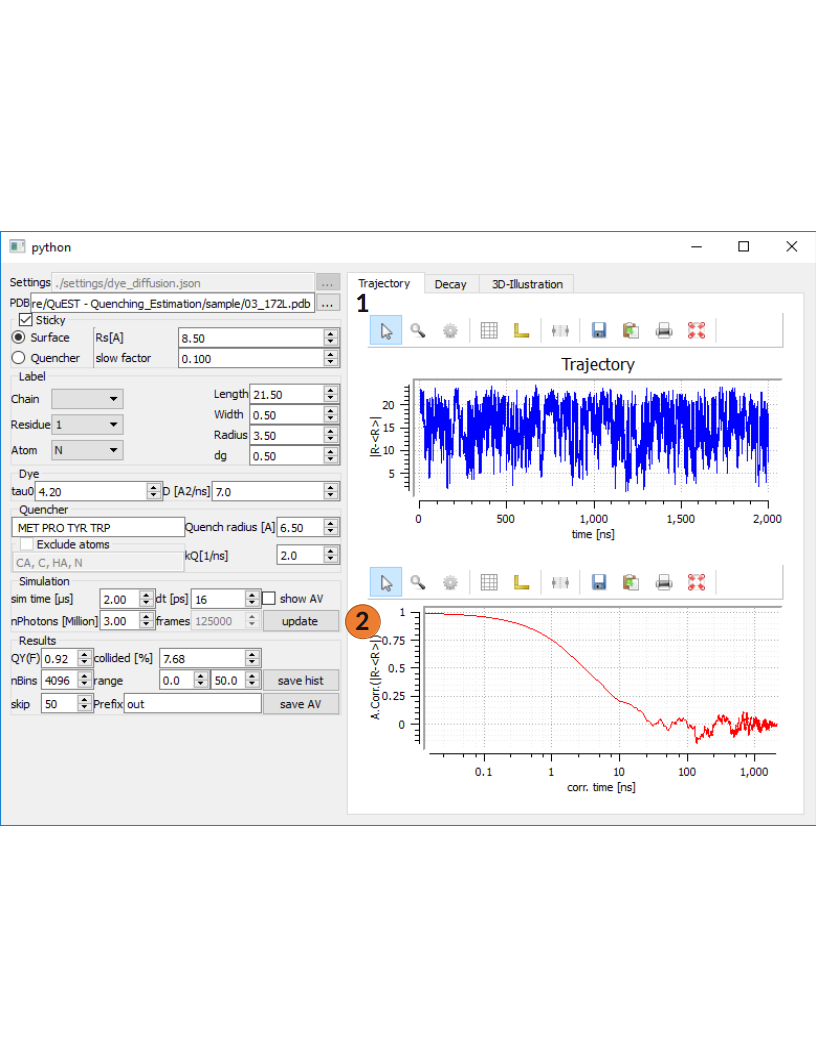 python
Settings ./settings/dye_diffusion.json ...
PDB re/QuEST - Quenching_Estimation/sample/03_172L.pdb ...
Sticky
Surface Rs[A] 8.50
Quencher slow factor 0.100
Label
Chain Length 21.50
Width 0.50
Residue 1
Radius 3.50
Atom N
dg 0.50
Dye
tau0 4.20 D [A2/ns] 7.0
Quencher
MET PRO TYR TRP Quench radius [A] 6.50
Exclude atoms
CA, C, HA, N kQ[1/ns] 2.0
Simulation
sim time [µs] 2.00 dt [ps] 16 show AV
nPhotons [Million] 3.00 frames 125000 update
Results
QY(F) 0.92 collided [%] 7.68
nBins 4096 range 0.0 50.0 save hist
skip 50 Prefix out save AV
Trajectory Decay 3D-Illustration
1
Trajectory
|R-<R>|
20
15
10
5
0 500 1,000 1,500 2,000
time [ns]
2
A.Corr.(|R-<R>|)
1
0.75
0.5
0.25
0
0.1 1 10 100 1,000
corr. time [ns]